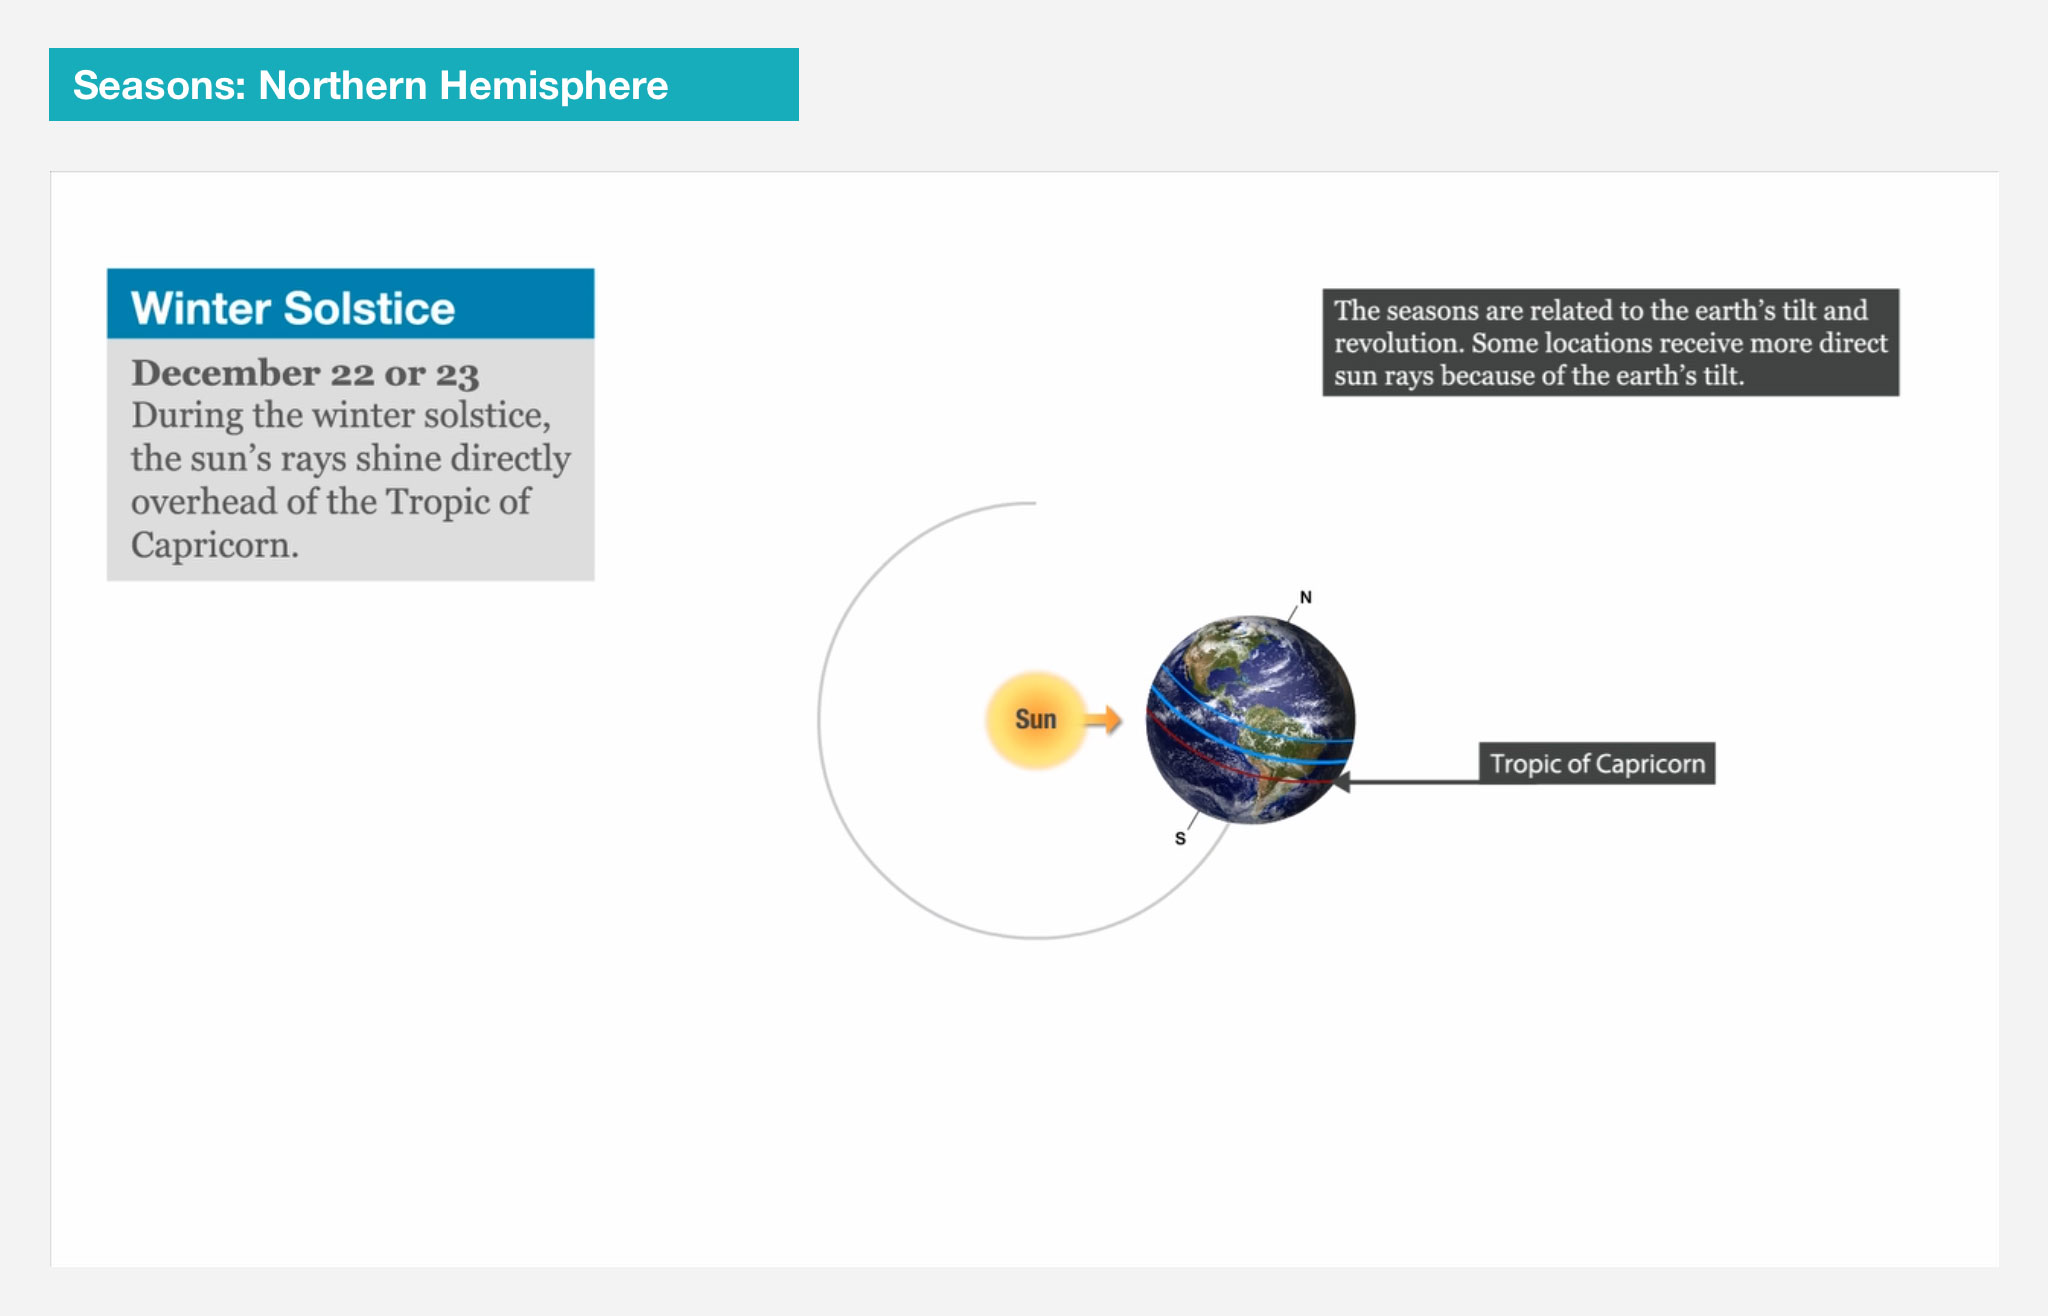 Seasons: Northern Hemisphere
Winter Solstice
December 22 or 23
During the winter solstice,
the sun's rays shine directly
overhead of the Tropic of
Capricorn.
The seasons are related to the earth's tilt and
revolution. Some locations receive more direct
sun rays because of the earth's tilt.
N
Sun
Tropic of Capricorn
S